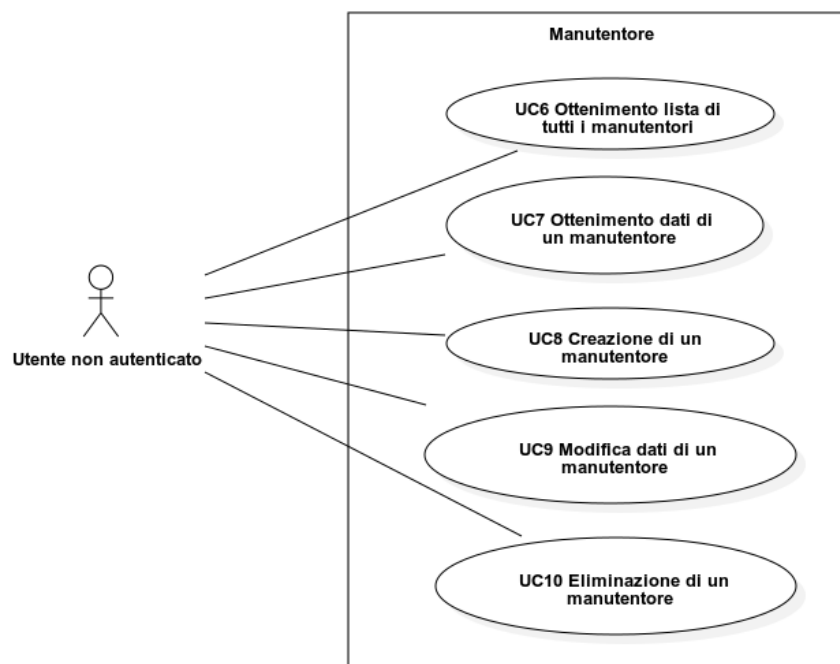 Manutentore
UC6 Ottenimento lista di
tutti i manutentori
UC7 Ottenimento dati di
un manutentore
Utente non autenticato
UC8 Creazione di un
manutentore
UC9 Modifica dati di un
manutentore
UC10 Eliminazione di un
manutentore